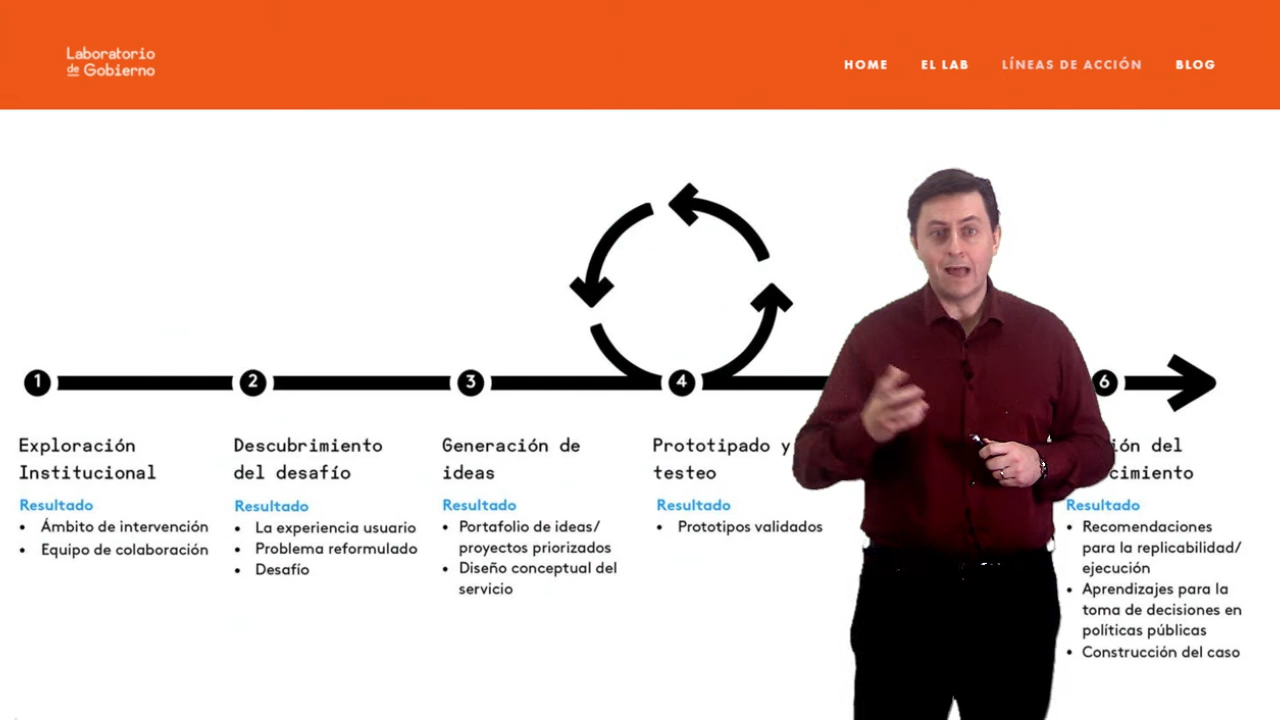 Laboratorio
de Gobierno
HOME EL LAB LÍNEAS DE ACCIÓN BLOG
1 2 3 4 6
Exploración
Institucional
Resultado
• Ámbito de intervención
• Equipo de colaboración
Descubrimiento
del desafío
Resultado
• La experiencia usuario
• Problema reformulado
• Desafío
Generación de
ideas
Resultado
• Portafolio de ideas/
proyectos priorizados
• Diseño conceptual del
servicio
Prototipado y
testeo
Resultado
• Prototipos validados
del
Resultado
• Recomendaciones
para la replicabilidad/
ejecución
• Aprendizajes para la
toma de decisiones en
políticas públicas
• Construcción del caso